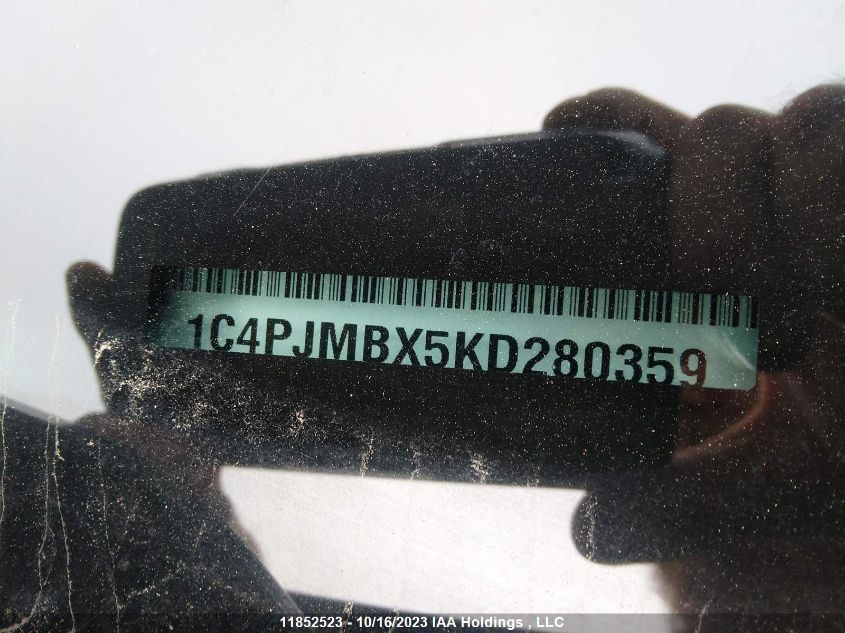 1C4PJMBX5KD280359
11852523 - 10/16/2023 IAA Holdings , LLC